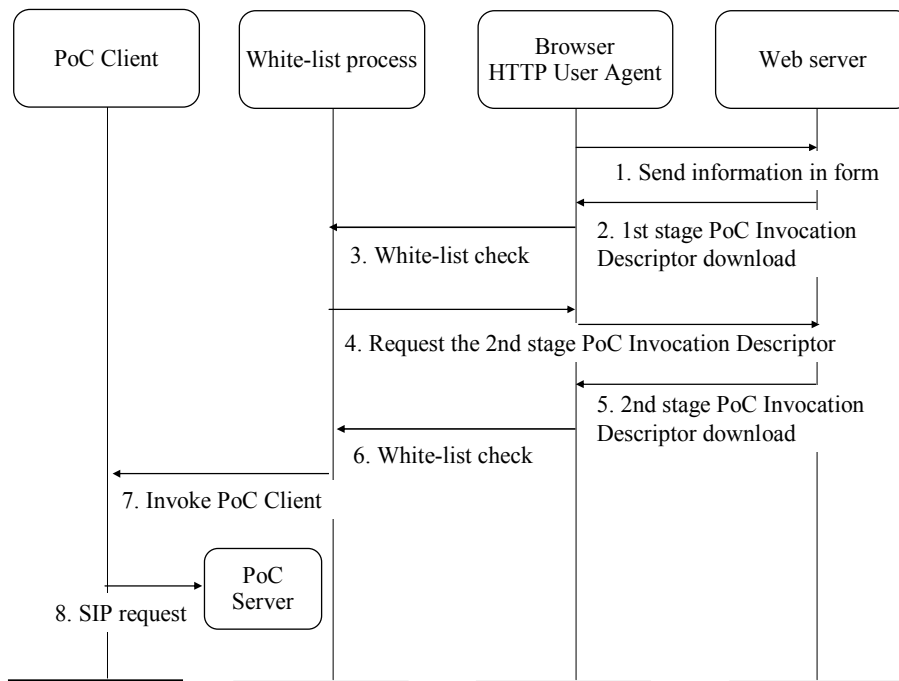 PoC Client
White-list process
Browser
HTTP User Agent
Web server
1. Send information in form
2. 1st stage PoC Invocation
Descriptor download
3. White-list check
4. Request the 2nd stage PoC Invocation Descriptor
5. 2nd stage PoC Invocation
Descriptor download
6. White-list check
7. Invoke PoC Client
PoC
Server
8. SIP request